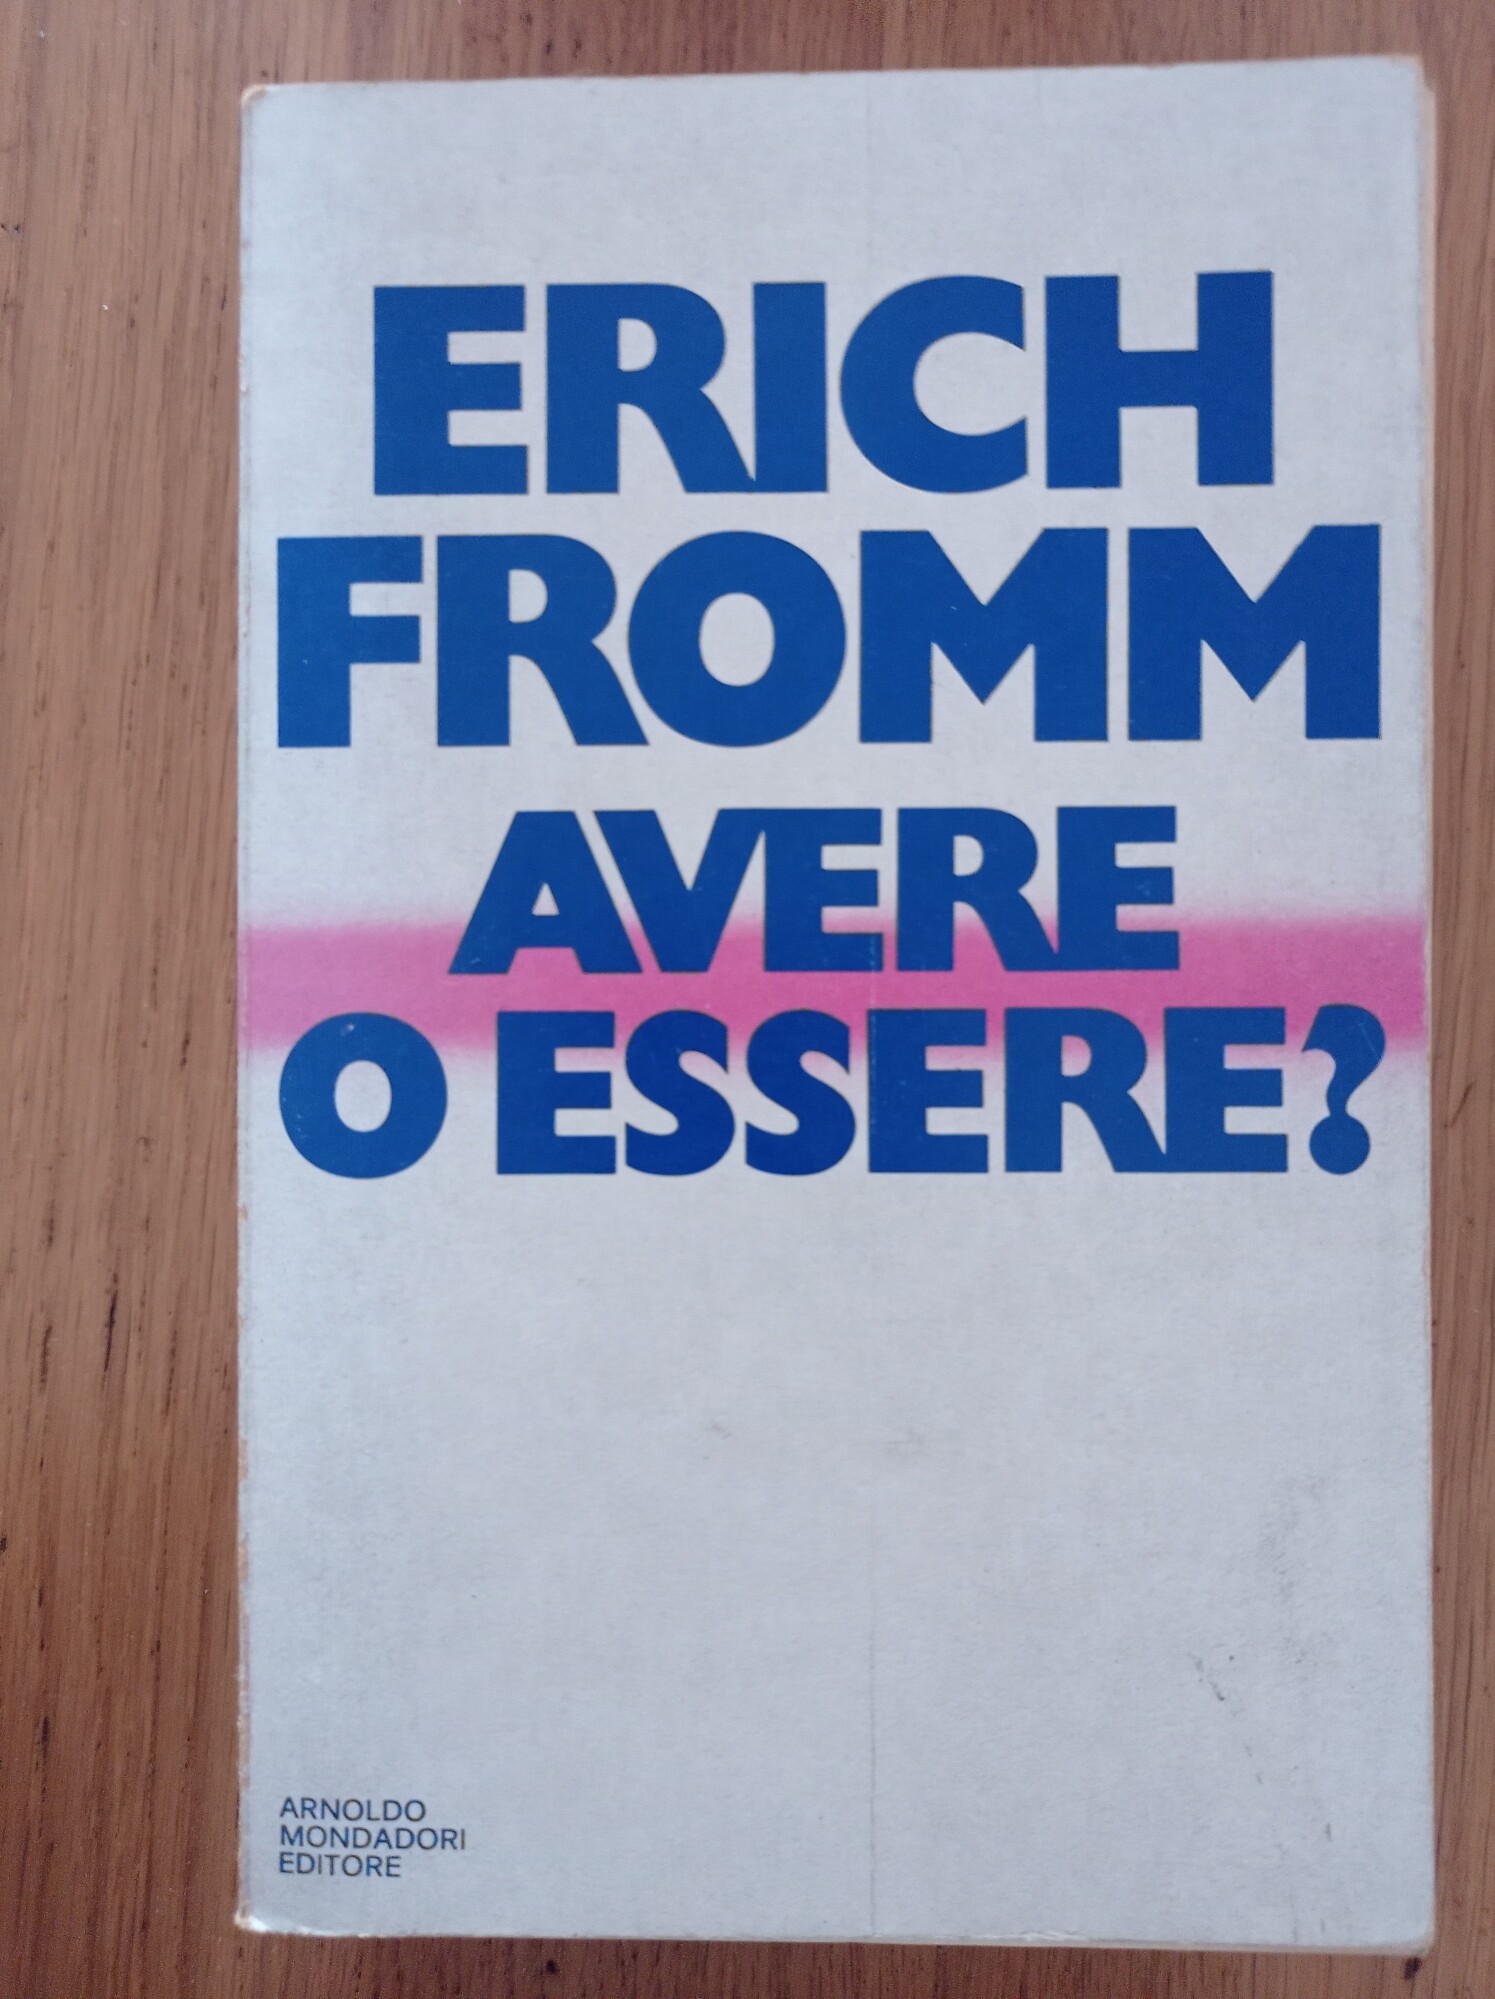 ERICH
FROMM
AVERE
O ESSERE?
ARNOLDO
MONDADORI
EDITORE